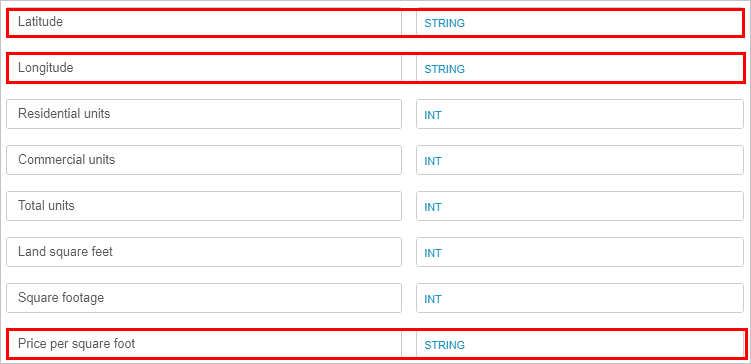 Latitude STRING
Longitude STRING
Residential units INT
Commercial units INT
Total units INT
Land square feet INT
Square footage INT
Price per square foot STRING